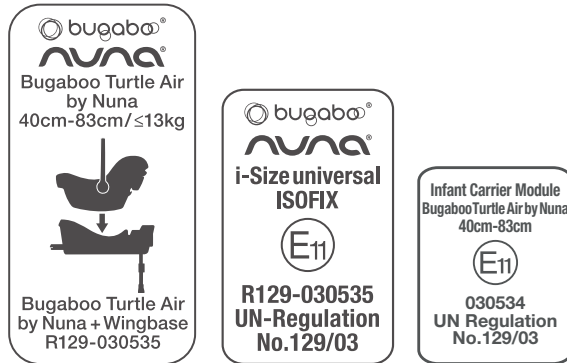 bugaboo®
nuna®
Bugaboo Turtle Air
by Nuna
40cm-83cm/≤13kg
Bugaboo Turtle Air
by Nuna + Wingbase
R129-030535
bugaboo®
nuna®
i-Size universal
ISOFIX
E11
R129-030535
UN-Regulation
No.129/03
Infant Carrier Module
Bugaboo Turtle Air by Nuna
40cm-83cm
E11
030534
UN Regulation
No.129/03